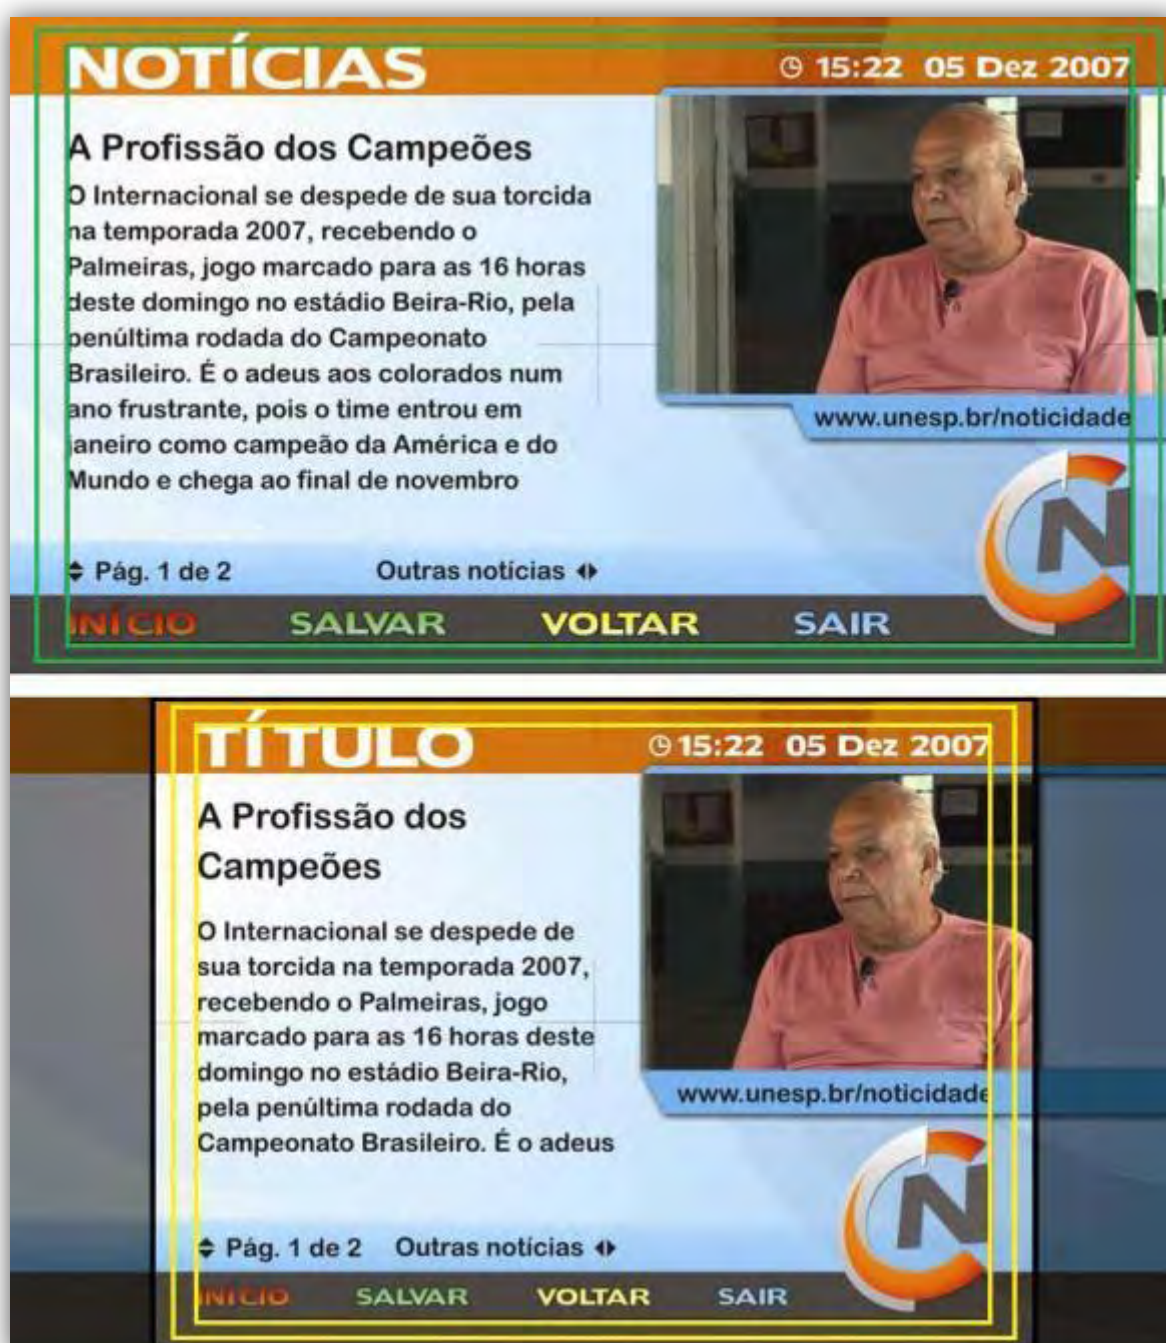 NOTÍCIAS
15:22 05 Dez 2007
A Profissão dos Campeões
O Internacional se despede de sua torcida
na temporada 2007, recebendo o
Palmeiras, jogo marcado para as 16 horas
deste domingo no estádio Beira-Rio, pela
penúltima rodada do Campeonato
Brasileiro. É o adeus aos colorados num
ano frustrante, pois o time entrou em
janeiro como campeão da América e do
Mundo e chega ao final de novembro
www.unesp.br/noticidade
N
Pág. 1 de 2 Outras notícias
INÍCIO SALVAR VOLTAR SAIR
TÍTULO
15:22 05 Dez 2007
A Profissão dos
Campeões
O Internacional se despede de
sua torcida na temporada 2007,
recebendo o Palmeiras, jogo
marcado para as 16 horas deste
domingo no estádio Beira-Rio,
pela penúltima rodada do
Campeonato Brasileiro. É o adeus
www.unesp.br/noticidade
N
Pág. 1 de 2 Outras notícias
INÍCIO SALVAR VOLTAR SAIR